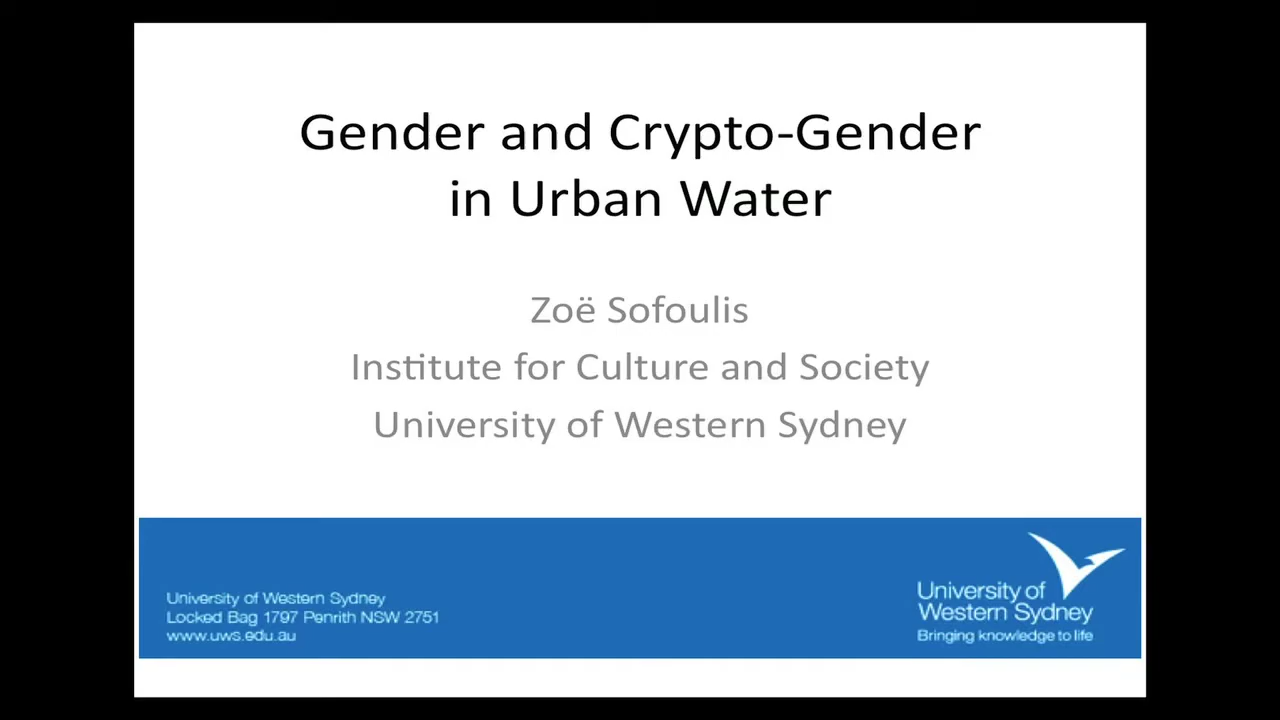 Gender and Crypto-Gender
in Urban Water
Zoë Sofoulis
Institute for Culture and Society
University of Western Sydney
University of Western Sydney
Locked Bag 1797 Penrith NSW 2751
www.uws.edu.au
University of
Western Sydney
Bringing knowledge to life